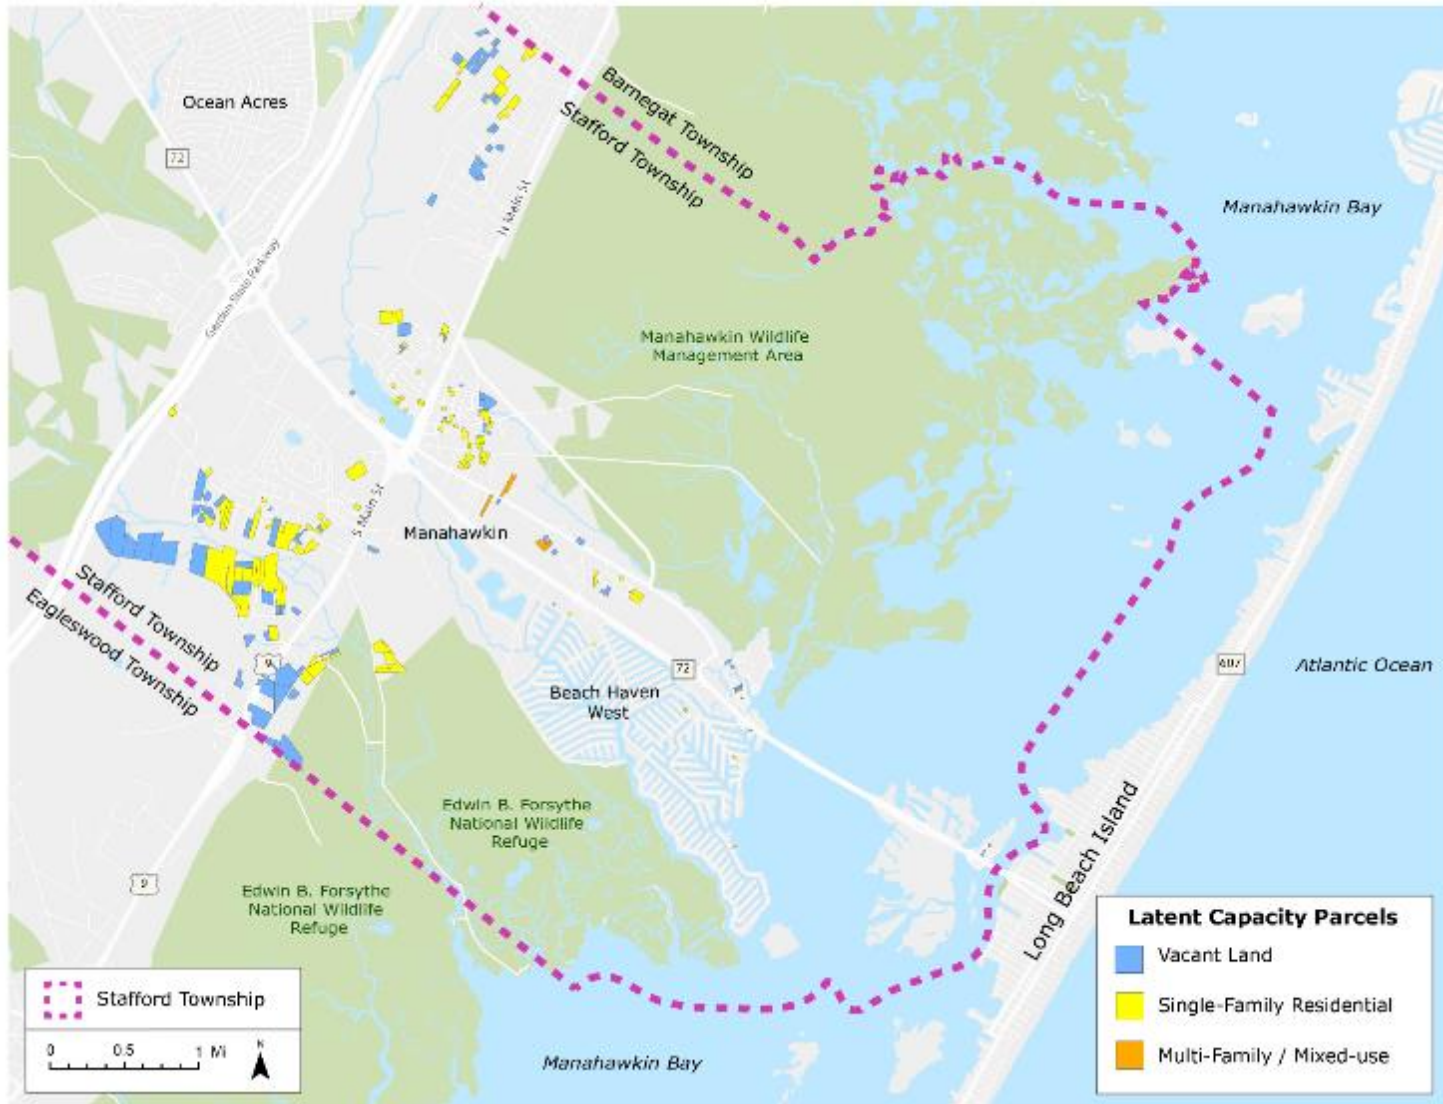 Ocean Acres
72
Garden State Parkway
N Main St
Barnegat Township
Stafford Township
Manahawkin Bay
Manahawkin Wildlife
Management Area
S Main St
Manahawkin
Stafford Township
Eagleswood Township
9
72
607
Atlantic Ocean
Beach Haven
West
Edwin B. Forsythe
National Wildlife
Refuge
9
Edwin B. Forsythe
National Wildlife
Refuge
Long Beach Island
Manahawkin Bay
Stafford Township
0 0.5 1 Mi
N
Latent Capacity Parcels
Vacant Land
Single-Family Residential
Multi-Family / Mixed-use